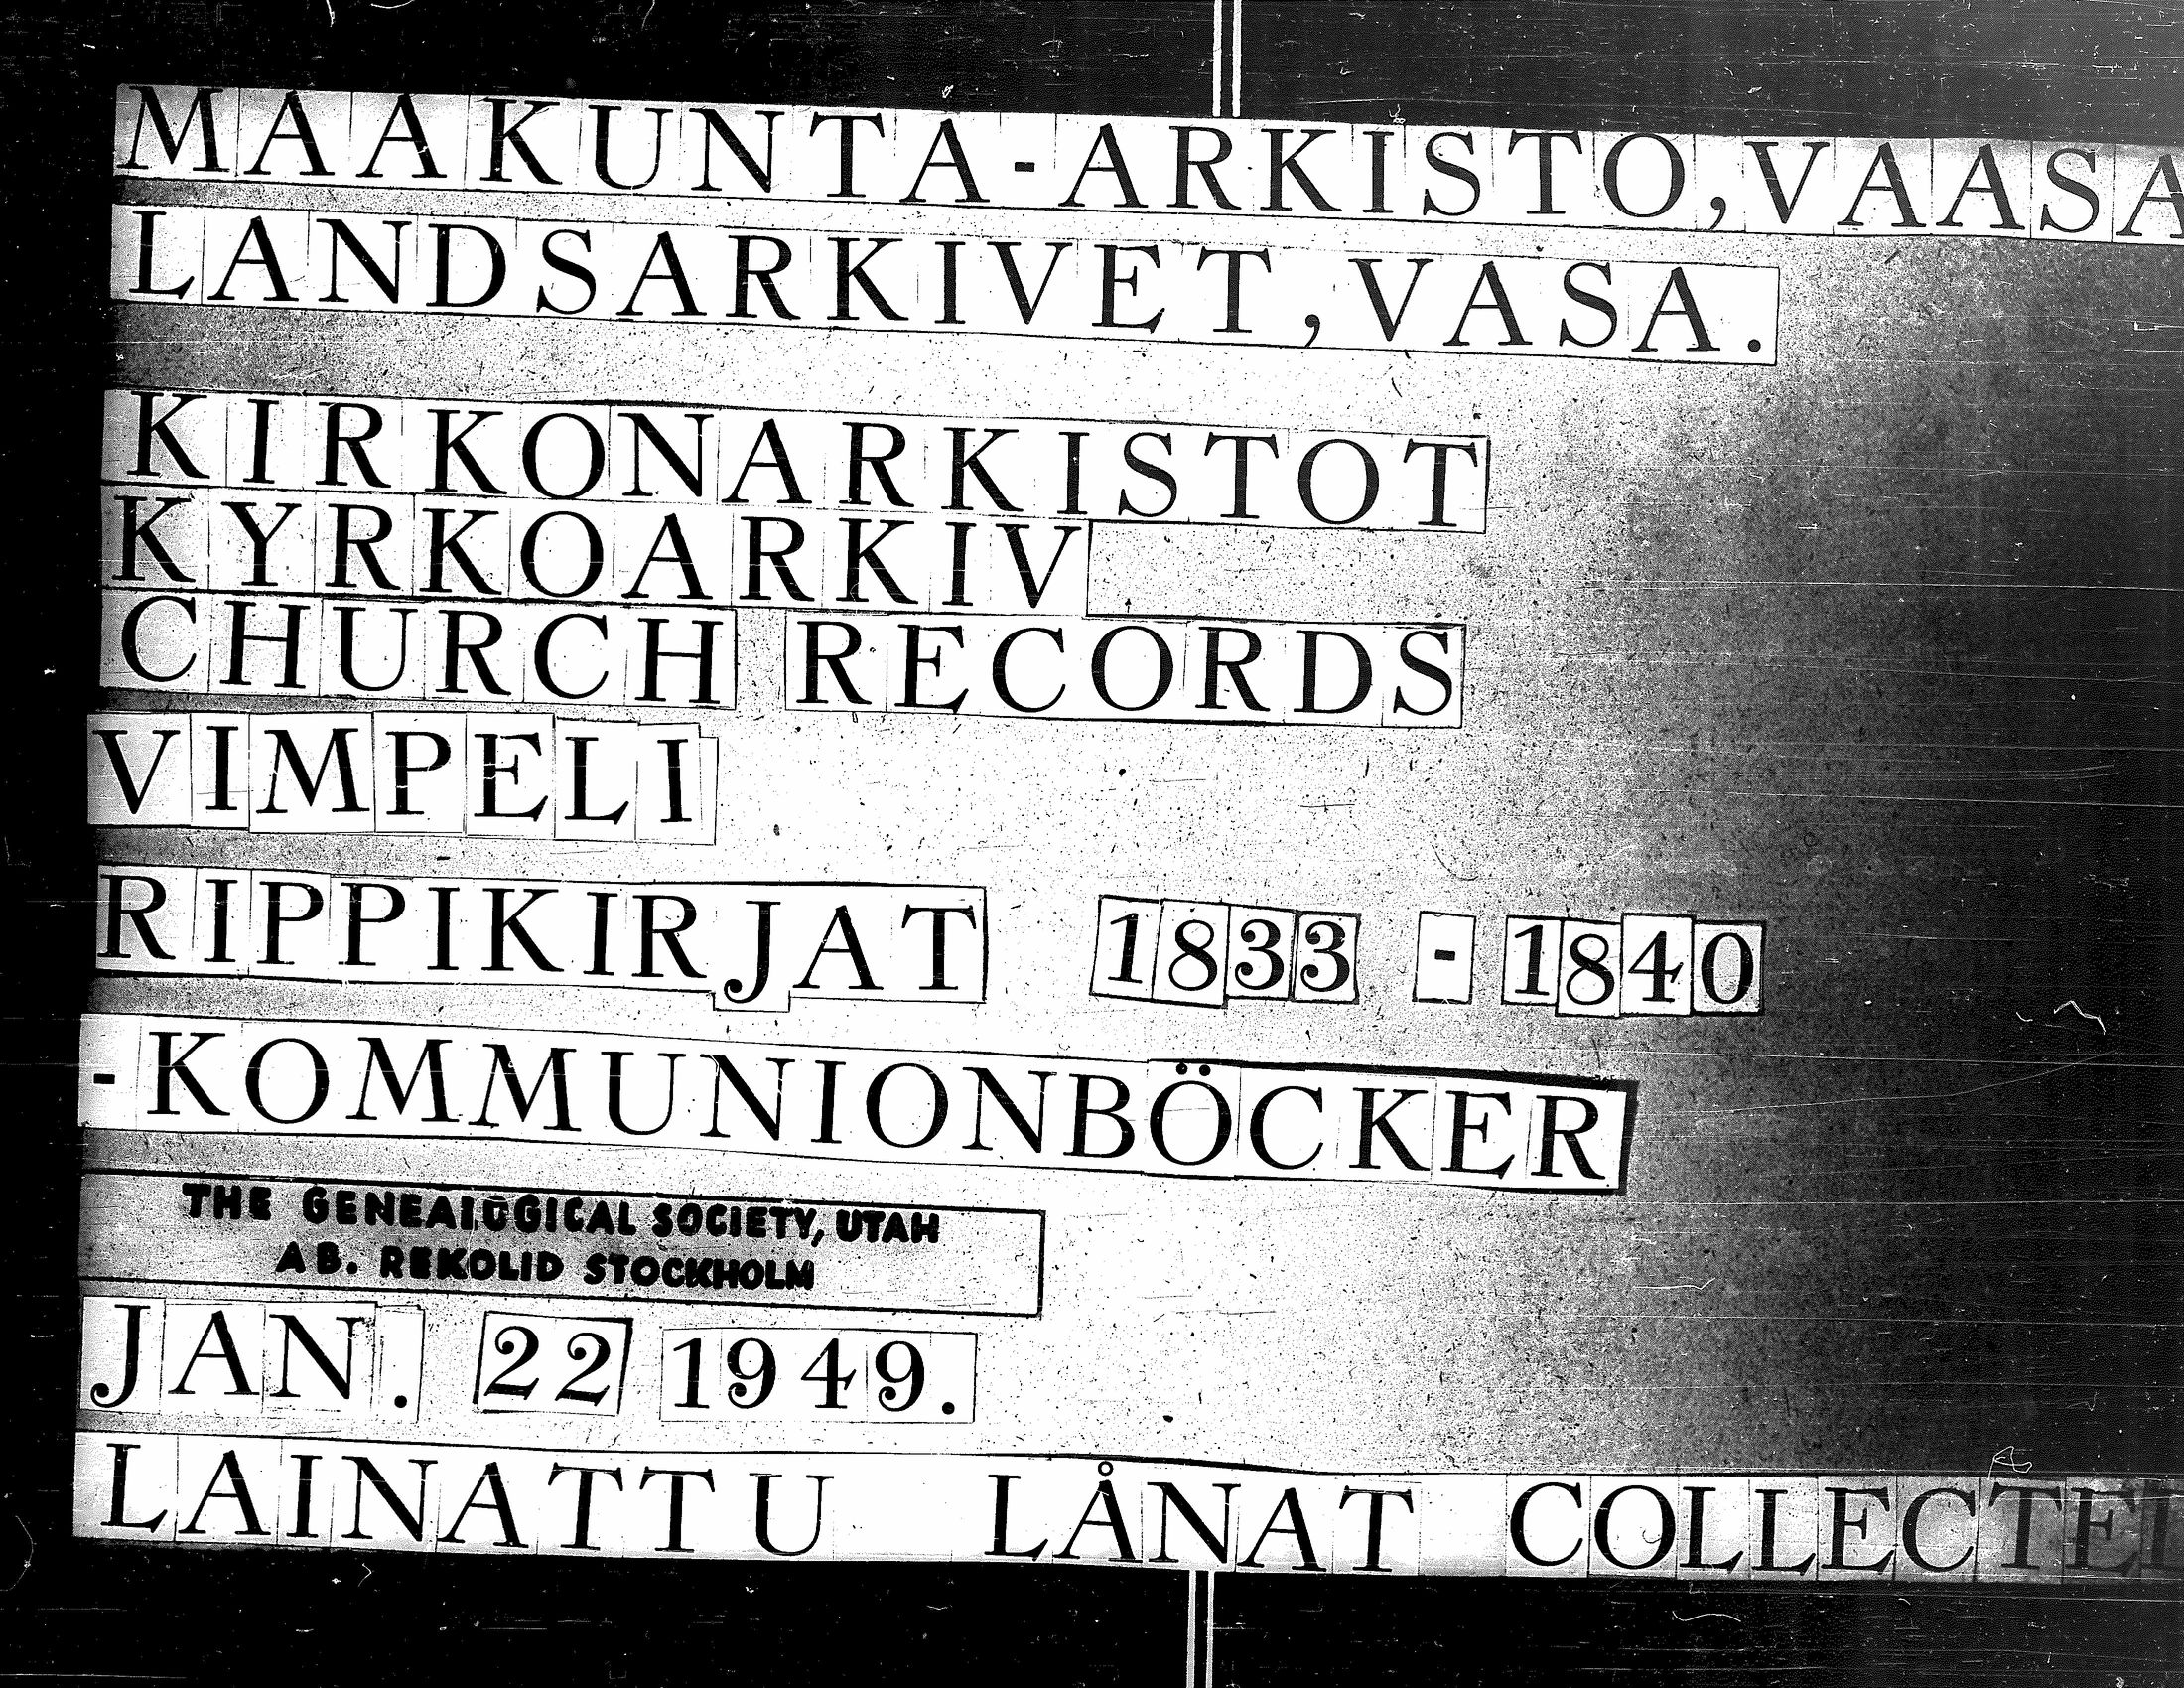 MAAKUNTA-ARKISTO, VAASA
LANDSARKIVET, VASA.
KIRKONARKISTOT
KYRKOARKIV
CHURCH RECORDS
VIMPELI
RIPPIKIRJAT 1833 - 1840
-KOMMUNIONBÖCKER
THE GENEALOGICAL SOCIETY, UTAH
AB. REKOLID STOCKHOLM
JAN. 22 1949.
LAINATTU LÅNAT COLLECTE